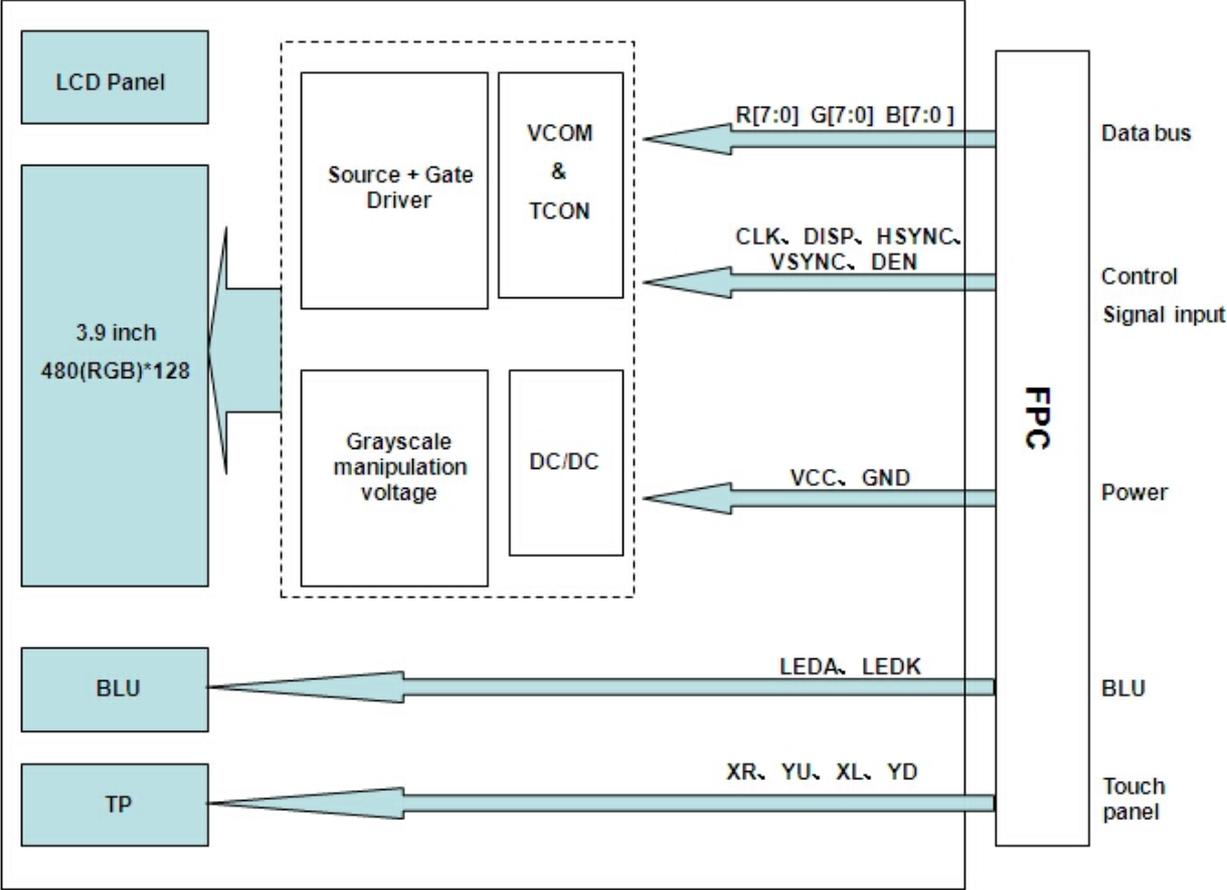 LCD Panel
3.9 inch
480(RGB)*128
Source + Gate
Driver
VCOM
&
TCON
Grayscale
manipulation
voltage
DC/DC
R[7:0] G[7:0] B[7:0 ]
Data bus
CLK、DISP、HSYNC、
VSYNC、DEN
Control
Signal input
FPC
VCC、GND
Power
BLU
LEDA、LEDK
BLU
TP
XR、YU、XL、YD
Touch
panel